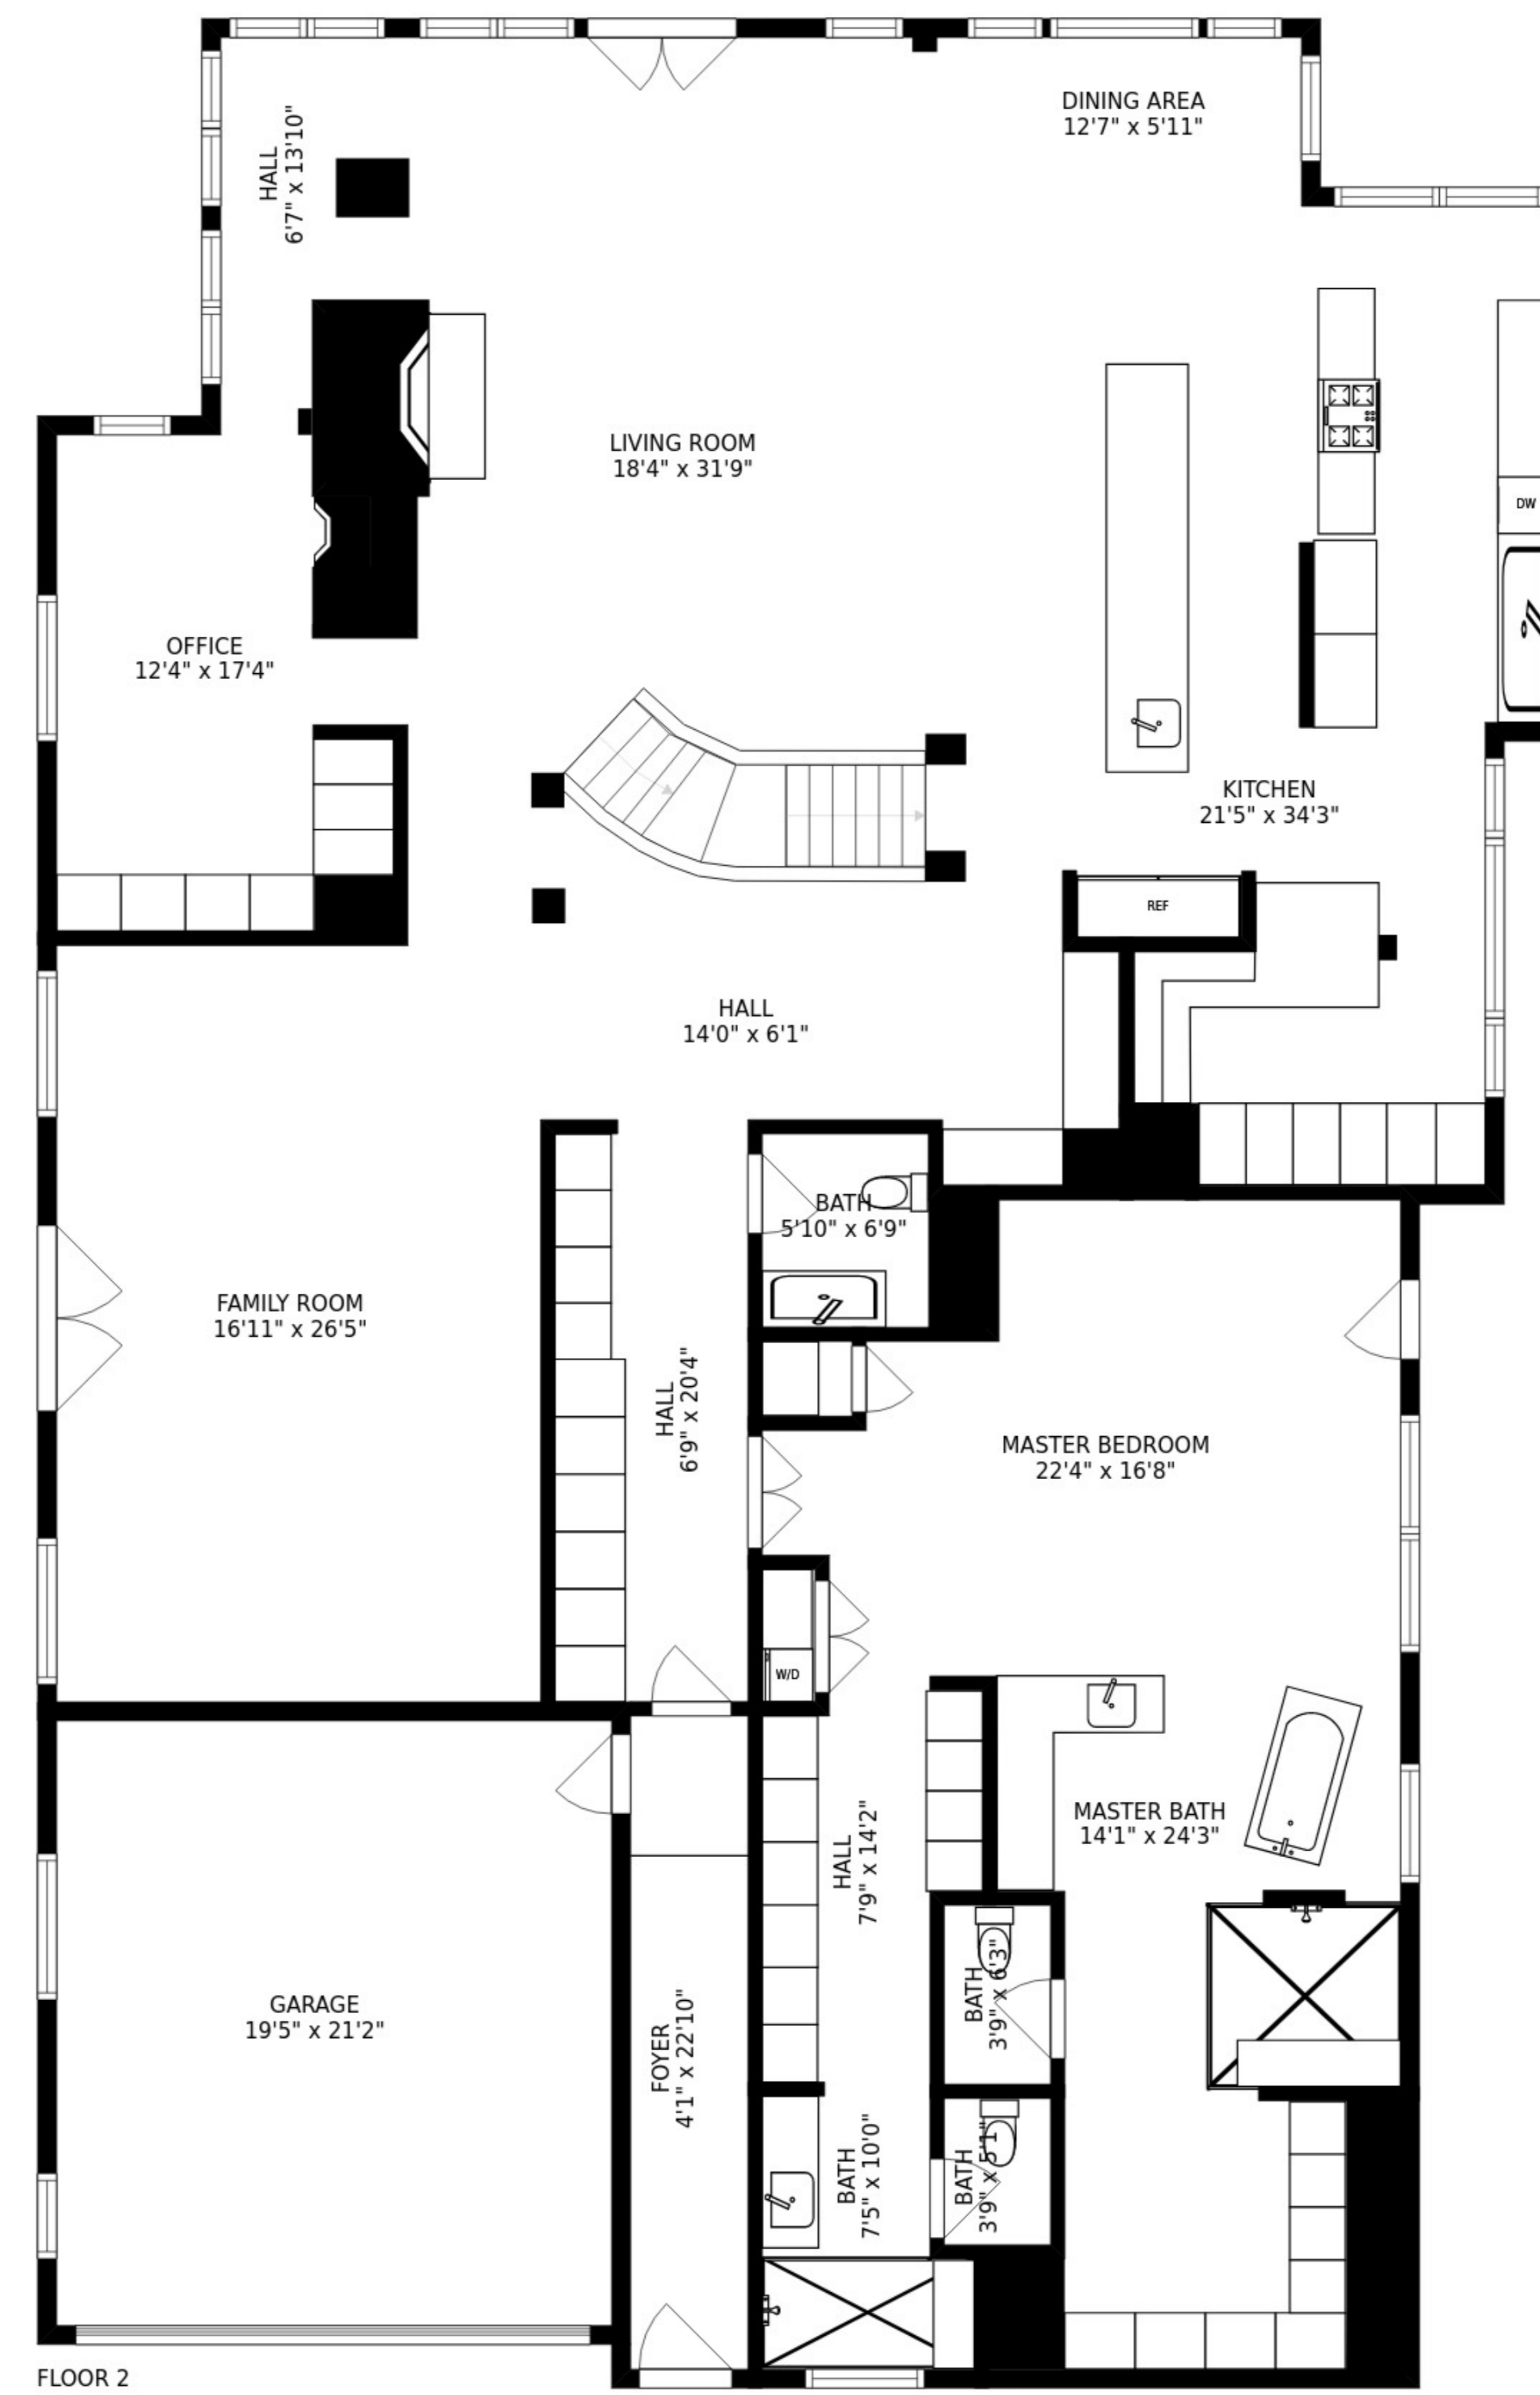 DINING AREA
12'7" x 5'11"
HALL
6'7" x 13'10"
LIVING ROOM
18'4" x 31'9"
DW
OFFICE
12'4" x 17'4"
KITCHEN
21'5" x 34'3"
REF
HALL
14'0" x 6'1"
BATH
5'10" x 6'9"
FAMILY ROOM
16'11" x 26'5"
HALL
6'9" x 20'4"
MASTER BEDROOM
22'4" x 16'8"
W/D
MASTER BATH
14'1" x 24'3"
HALL
7'9" x 14'2"
BATH
3'9" x 6'3"
GARAGE
19'5" x 21'2"
FOYER
4'1" x 22'10"
BATH
7'5" x 10'0"
BATH
3'9" x 5'1"
FLOOR 2